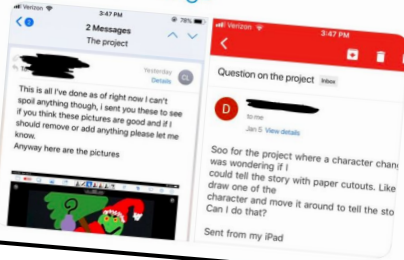 Verizon 3:47 PM 78%
2 Messages
The project
Yesterday
Details
CL
This is all I've done as of right now I can't
spoil anything though, i sent you these to see
if you think these pictures are good and if I
should remove or add anything please let me
know.
Anyway here are the pictures
Verizon 3:47 PM
Question on the project Inbox
D
to me
Jan 5 View details
Soo for the project where a character chan
was wondering if I
could tell the story with paper cutouts. Like
draw one of the
character and move it around to tell the sto
Can I do that?
Sent from my iPad